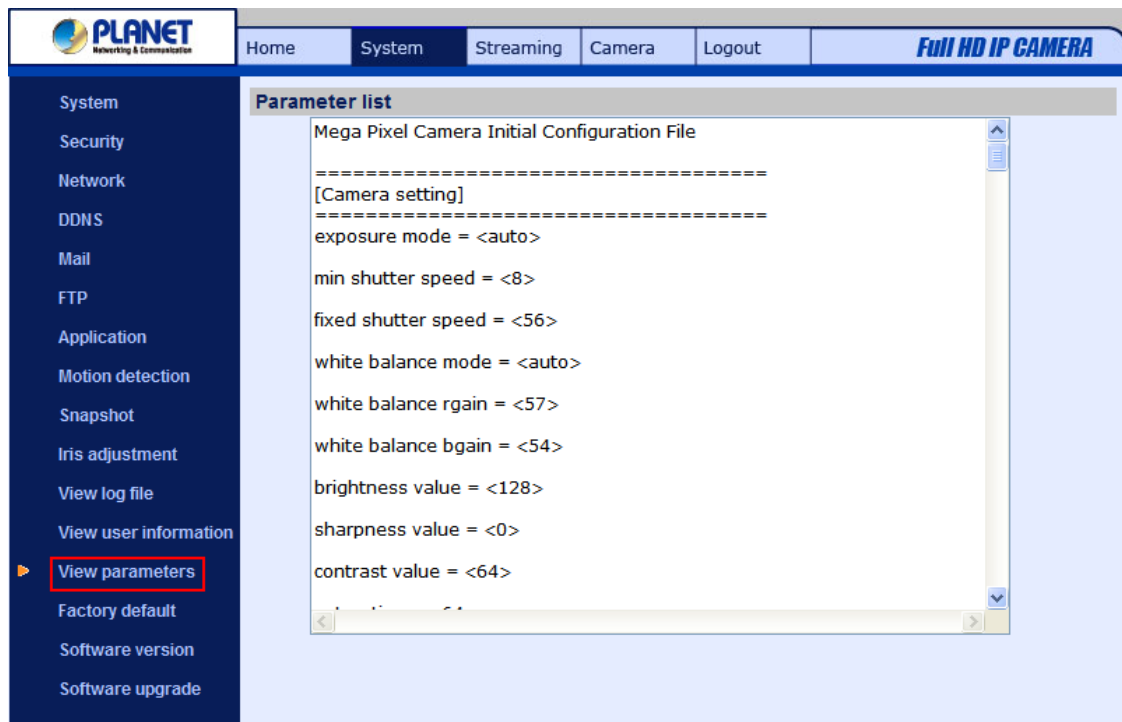 PLANET
Networking & Communication
Home
System
Streaming
Camera
Logout
Full HD IP CAMERA
System
Security
Network
DDNS
Mail
FTP
Application
Motion detection
Snapshot
Iris adjustment
View log file
View user information
View parameters
Factory default
Software version
Software upgrade
Parameter list
Mega Pixel Camera Initial Configuration File
====================================
[Camera setting]
====================================
exposure mode = <auto>
min shutter speed = <8>
fixed shutter speed = <56>
white balance mode = <auto>
white balance rgain = <57>
white balance bgain = <54>
brightness value = <128>
sharpness value = <0>
contrast value = <64>